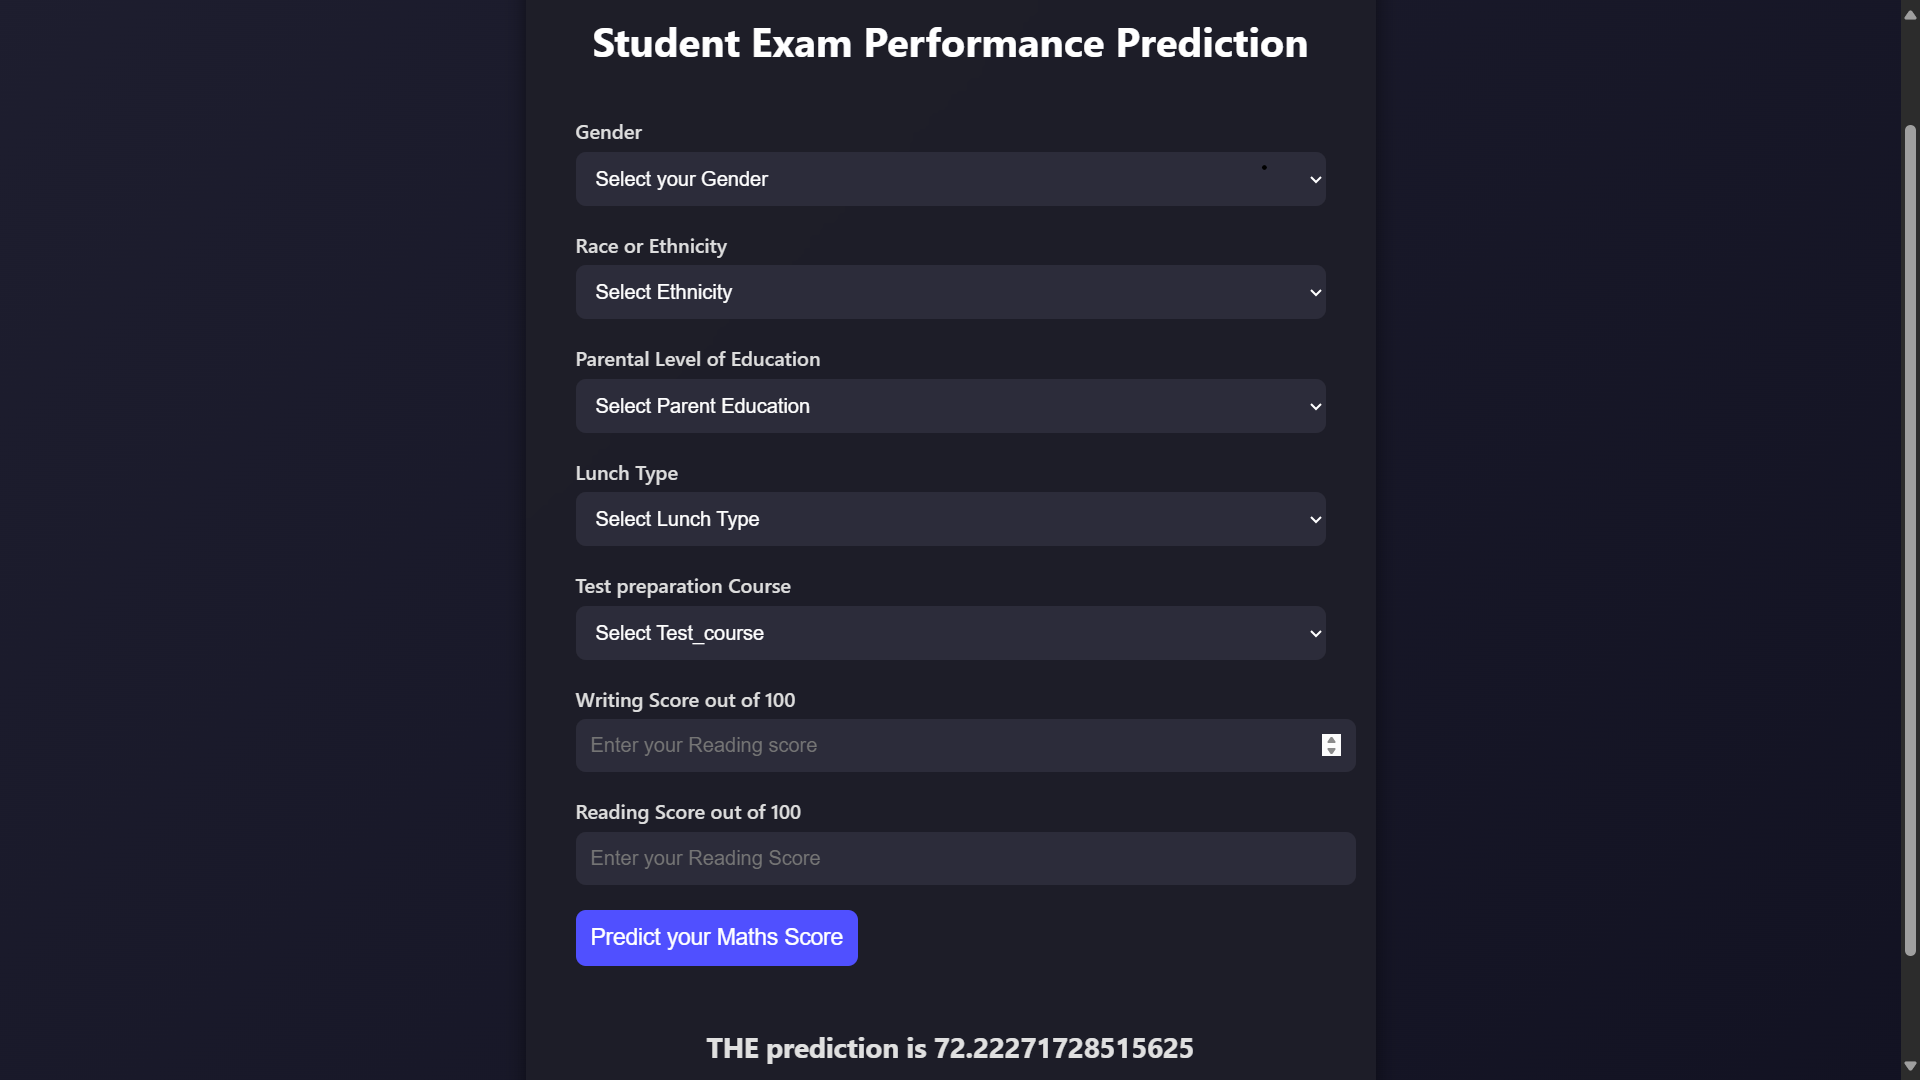 Student Exam Performance Prediction
Gender
Select your Gender
Race or Ethnicity
Select Ethnicity
Parental Level of Education
Select Parent Education
Lunch Type
Select Lunch Type
Test preparation Course
Select Test_course
Writing Score out of 100
Enter your Reading score
Reading Score out of 100
Enter your Reading Score
Predict your Maths Score
THE prediction is 72.22271728515625